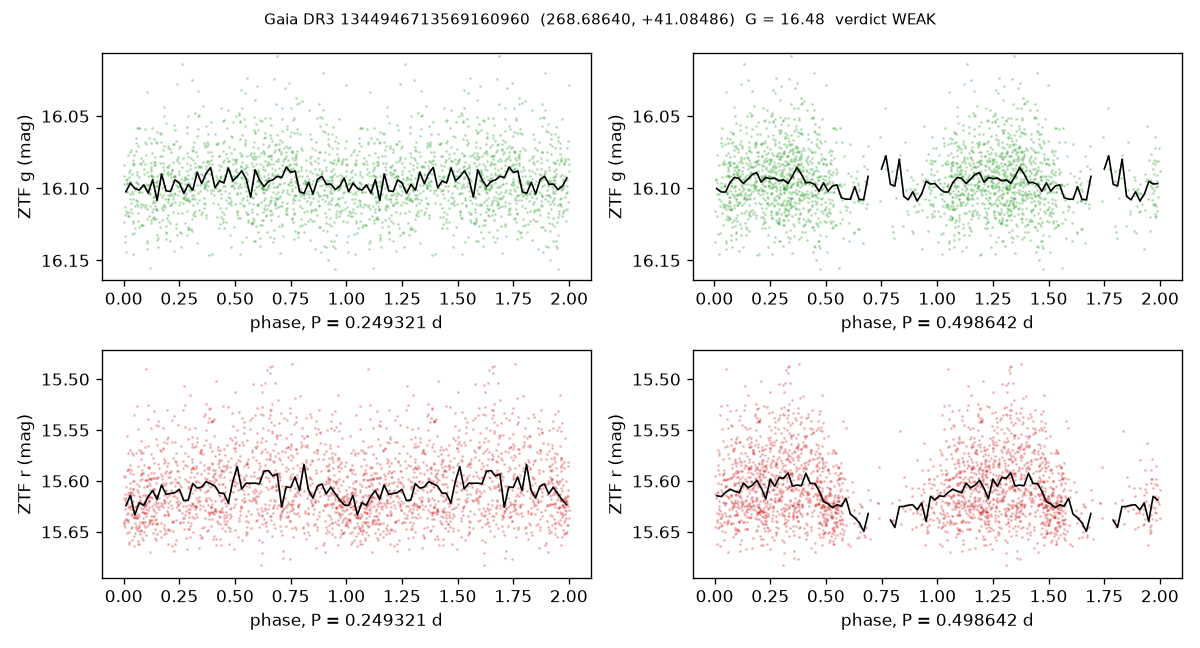 Gaia DR3 1344946713569160960 (268.68640, +41.08486) G = 16.48 verdict WEAK
ZTF g (mag)
16.05
16.10
16.15
0.00 0.25 0.50 0.75 1.00 1.25 1.50 1.75 2.00
phase, P = 0.249321 d
ZTF g (mag)
16.05
16.10
16.15
0.00 0.25 0.50 0.75 1.00 1.25 1.50 1.75 2.00
phase, P = 0.498642 d
ZTF r (mag)
15.50
15.55
15.60
15.65
0.00 0.25 0.50 0.75 1.00 1.25 1.50 1.75 2.00
phase, P = 0.249321 d
ZTF r (mag)
15.50
15.55
15.60
15.65
0.00 0.25 0.50 0.75 1.00 1.25 1.50 1.75 2.00
phase, P = 0.498642 d